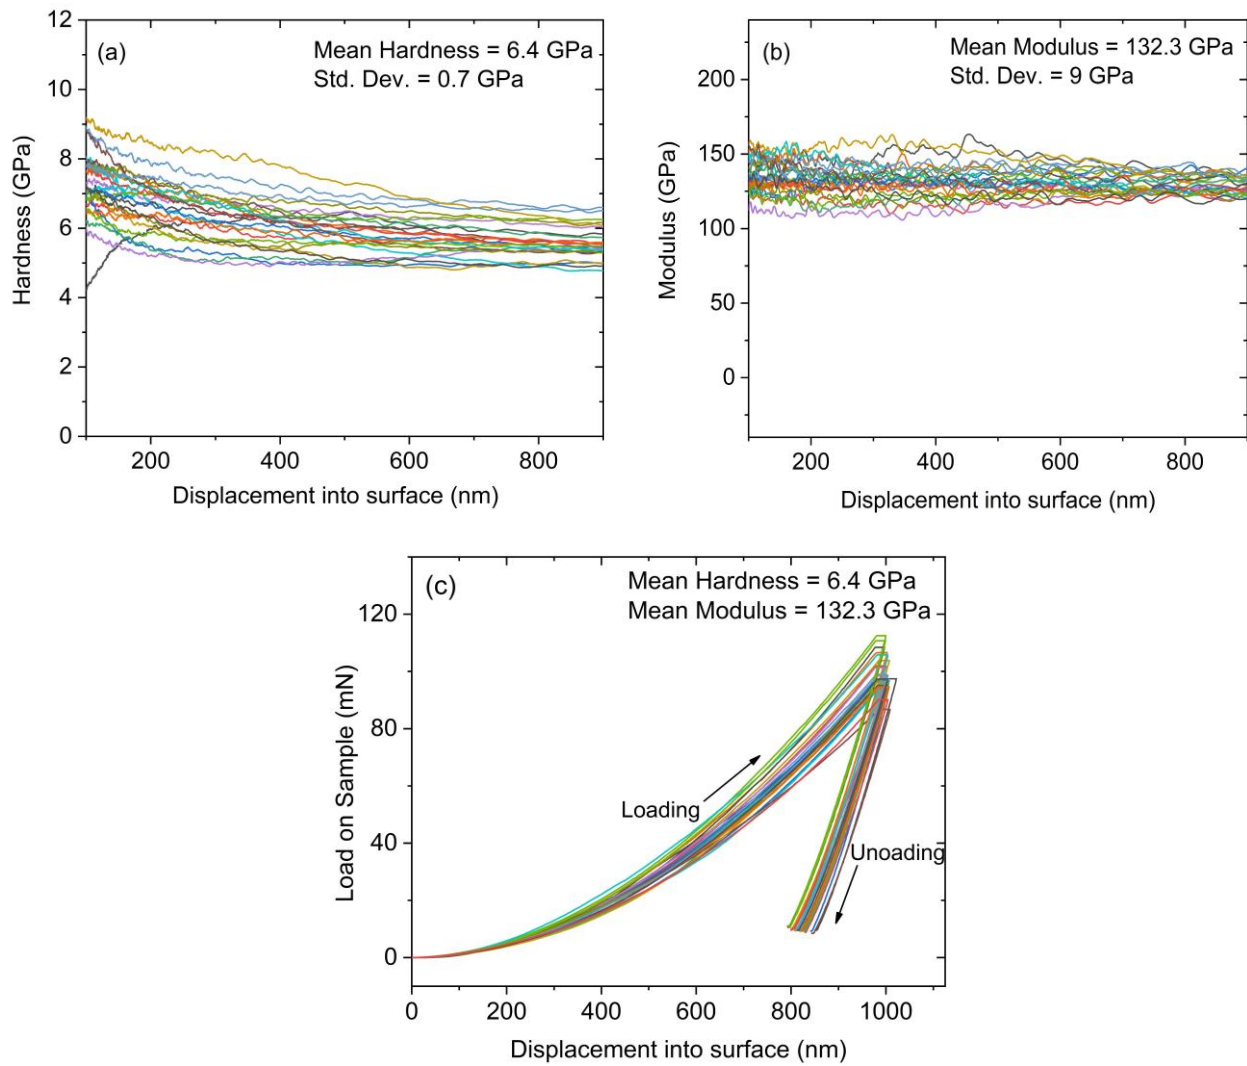 (a)
Mean Hardness = 6.4 GPa
Std. Dev. = 0.7 GPa
Hardness (GPa)
12
10
8
6
4
2
0
200
400
600
800
Displacement into surface (nm)
(b)
Mean Modulus = 132.3 GPa
Std. Dev. = 9 GPa
Modulus (GPa)
200
150
100
50
0
200
400
600
800
Displacement into surface (nm)
(c)
Mean Hardness = 6.4 GPa
Mean Modulus = 132.3 GPa
Load on Sample (mN)
120
80
40
0
Loading
Unoading
0
200
400
600
800
1000
Displacement into surface (nm)